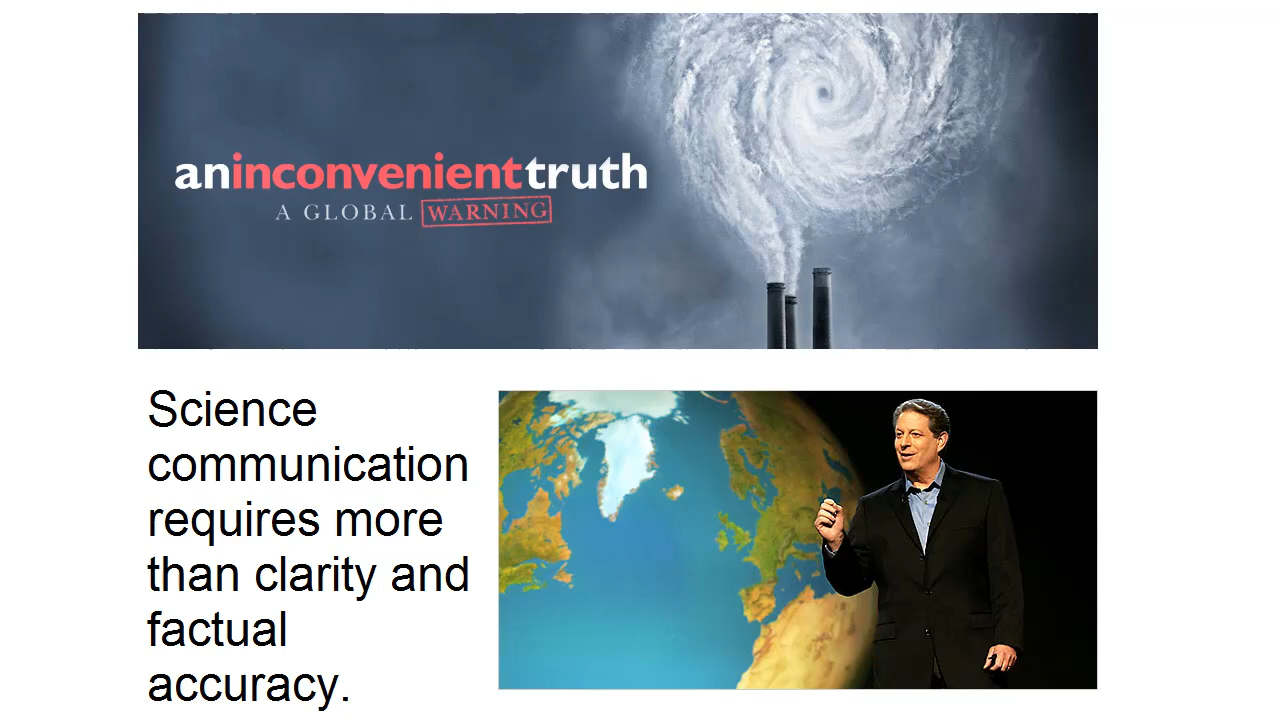 aninconvenienttruth
A GLOBAL WARNING
Science
communication
requires more
than clarity and
factual
accuracy.